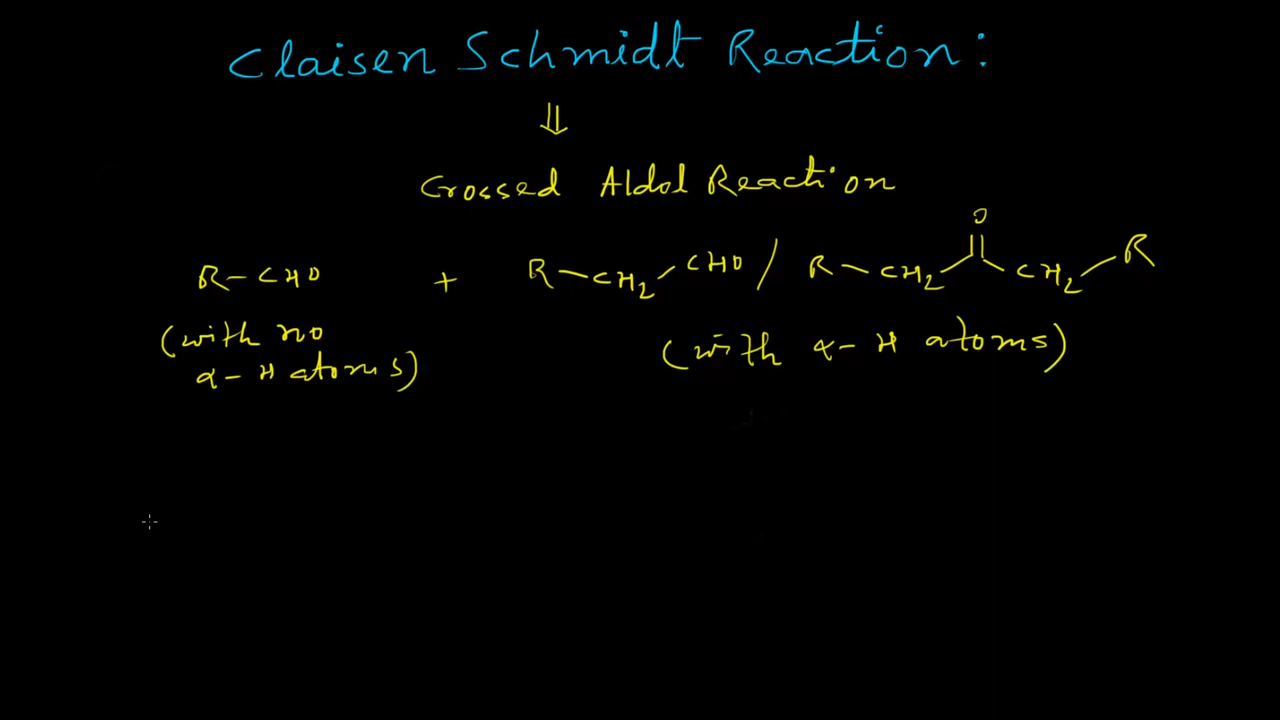 Claisen Schmidt Reaction:
⇓
Crossed Aldol Reaction
R-CHO + R-CH₂-CHO / R-CH₂-C(=O)-CH₂-R
(with no
α-H atoms)
(with α-H atoms)